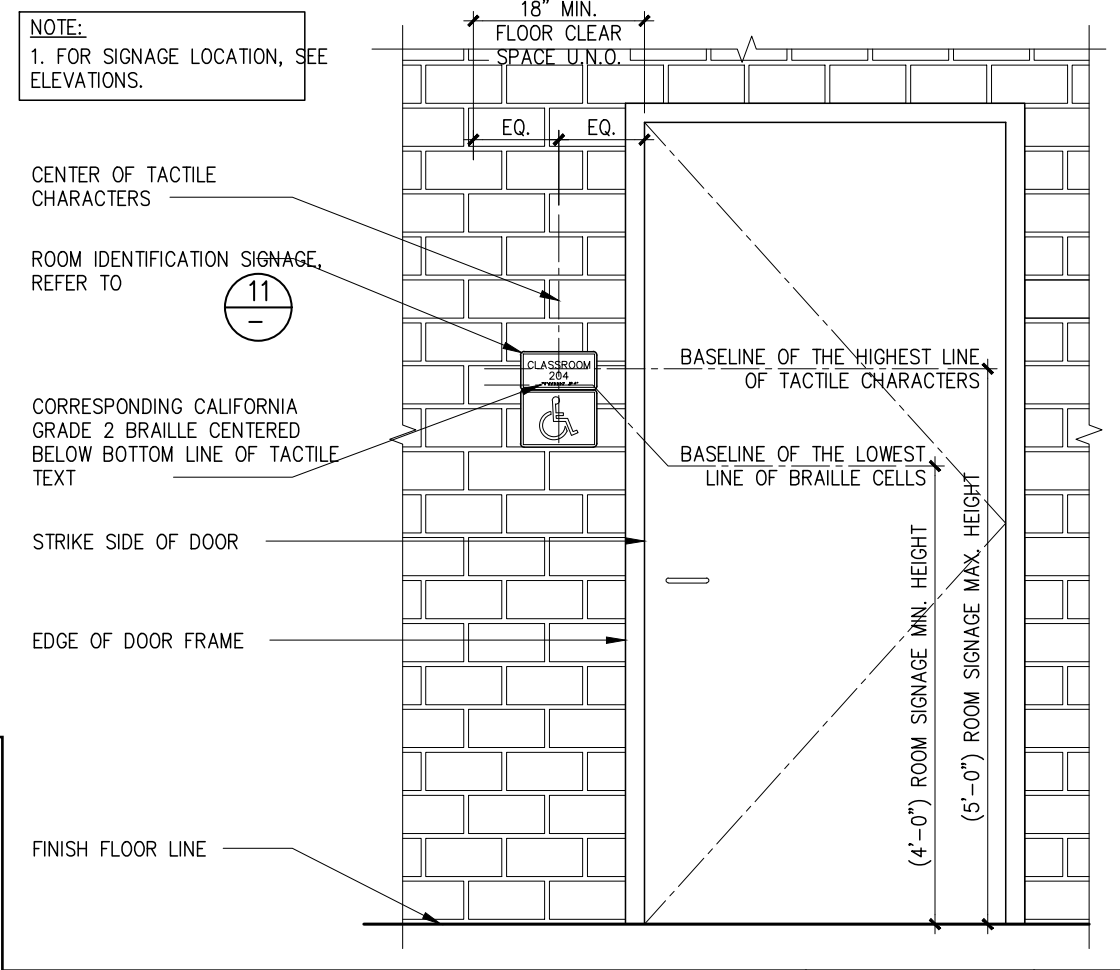 NOTE:
1. FOR SIGNAGE LOCATION, SEE
ELEVATIONS.
18" MIN.
FLOOR CLEAR
SPACE U.N.O.
EQ.
EQ.
CENTER OF TACTILE
CHARACTERS
ROOM IDENTIFICATION SIGNAGE,
REFER TO
11
–
CLASSROOM
204
BASELINE OF THE HIGHEST LINE
OF TACTILE CHARACTERS
CORRESPONDING CALIFORNIA
GRADE 2 BRAILLE CENTERED
BELOW BOTTOM LINE OF TACTILE
TEXT
BASELINE OF THE LOWEST
LINE OF BRAILLE CELLS
STRIKE SIDE OF DOOR
EDGE OF DOOR FRAME
(4'-0") ROOM SIGNAGE MIN. HEIGHT
(5'-0") ROOM SIGNAGE MAX. HEIGHT
FINISH FLOOR LINE